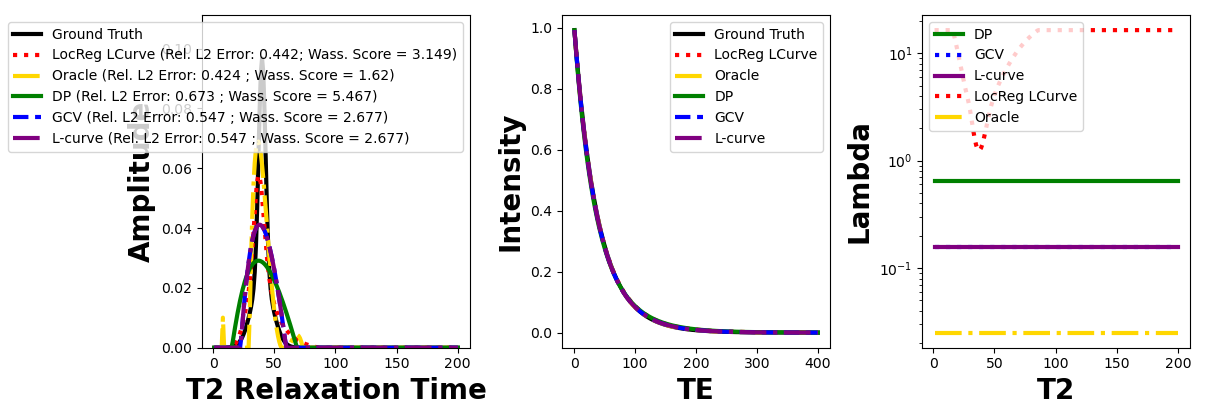 Ground Truth
LocReg LCurve (Rel. L2 Error: 0.442; Wass. Score = 3.149)
Oracle (Rel. L2 Error: 0.424 ; Wass. Score = 1.62)
DP (Rel. L2 Error: 0.673 ; Wass. Score = 5.467)
GCV (Rel. L2 Error: 0.547 ; Wass. Score = 2.677)
L-curve (Rel. L2 Error: 0.547 ; Wass. Score = 2.677)
Amplitude
0.10
0.08
0.06
0.04
0.02
0.00
0 50 100 150 200
T2 Relaxation Time
Ground Truth
LocReg LCurve
Oracle
DP
GCV
L-curve
Intensity
1.0
0.8
0.6
0.4
0.2
0.0
0 100 200 300 400
TE
DP
GCV
L-curve
LocReg LCurve
Oracle
Lambda
10¹
10⁰
10⁻¹
0 50 100 150 200
T2